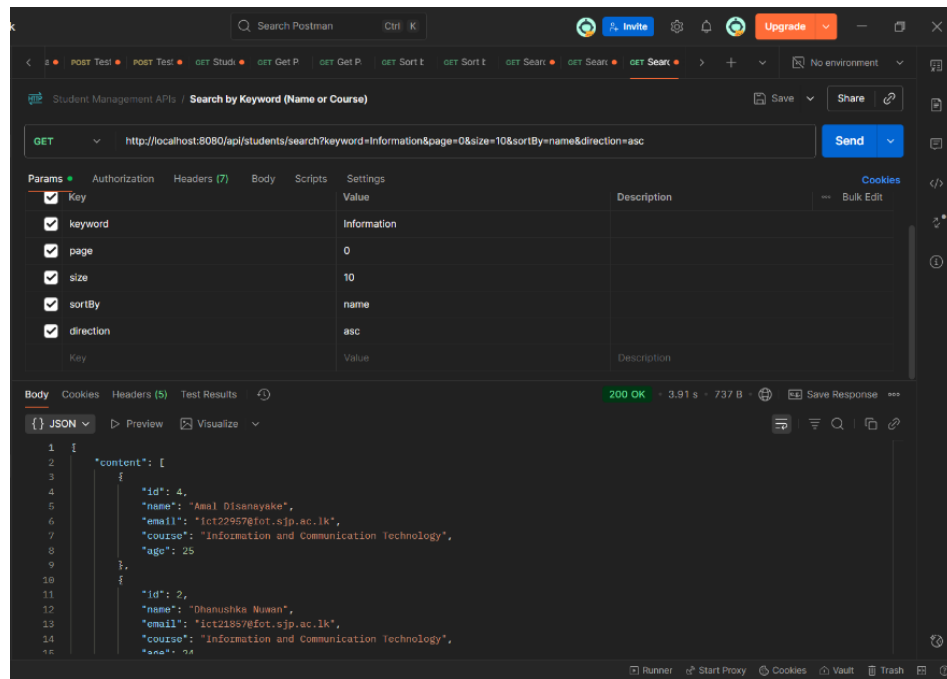 k
Search Postman Ctrl K Invite Upgrade
POST Test POST Test GET Stude GET Get P GET Get P GET Sort b GET Sort b GET Searc GET Searc GET Searc No environment
HTTP Student Management APIs / Search by Keyword (Name or Course) Save Share
GET http://localhost:8080/api/students/search?keyword=Information&page=0&size=10&sortBy=name&direction=asc Send
Params Authorization Headers (7) Body Scripts Settings Cookies
Key Value Description Bulk Edit
keyword Information
page 0
size 10
sortBy name
direction asc
Key Value Description
Body Cookies Headers (5) Test Results 200 OK 3.91 s 737 B Save Response
{} JSON Preview Visualize
1 {
2 "content": [
3 {
4 "id": 4,
5 "name": "Amal Disanayake",
6 "email": "ict22957@fot.sjp.ac.lk",
7 "course": "Information and Communication Technology",
8 "age": 25
9 },
10 {
11 "id": 2,
12 "name": "Dhanushka Nuwan",
13 "email": "ict21857@fot.sjp.ac.lk",
14 "course": "Information and Communication Technology",
15 "age": 24
Runner Start Proxy Cookies Vault Trash